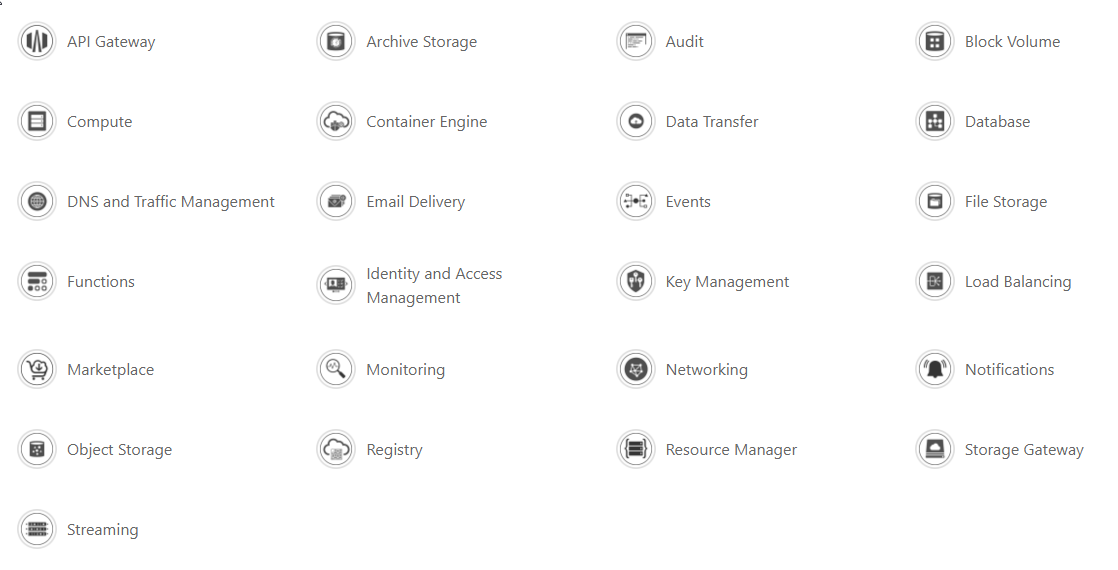 API Gateway
Archive Storage
Audit
Block Volume
Compute
Container Engine
Data Transfer
Database
DNS and Traffic Management
Email Delivery
Events
File Storage
Functions
Identity and Access
Management
Key Management
Load Balancing
Marketplace
Monitoring
Networking
Notifications
Object Storage
Registry
Resource Manager
Storage Gateway
Streaming